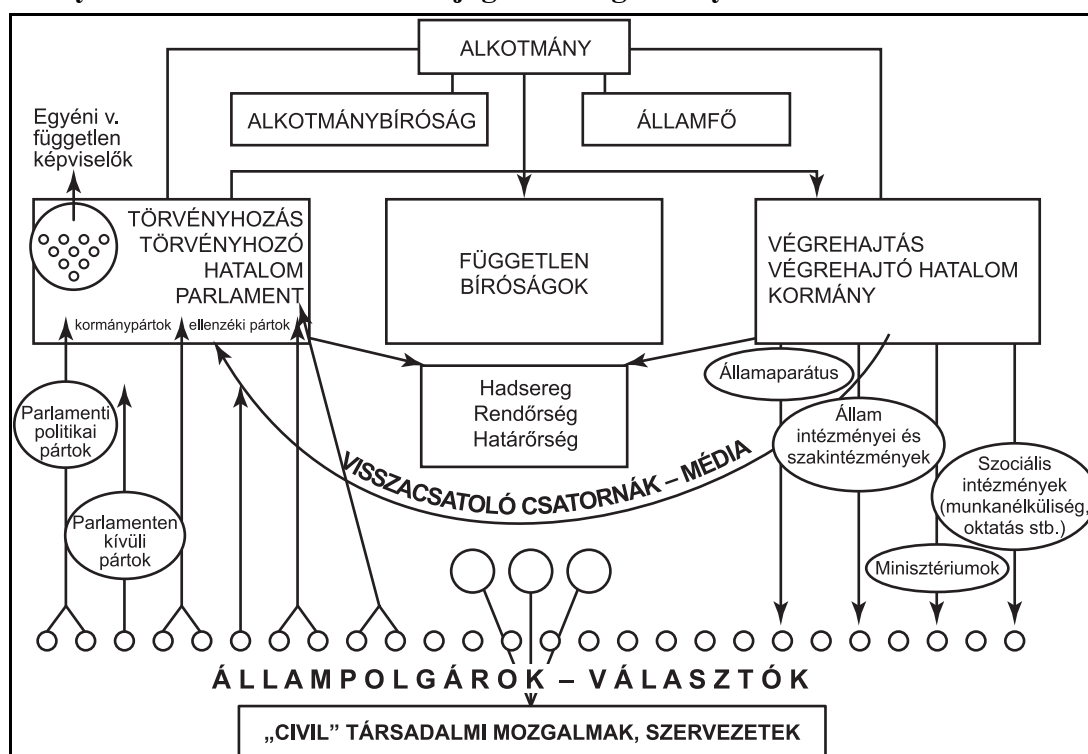 ALKOTMÁNY
ALKOTMÁNYBÍRÓSÁG
ÁLLAMFŐ
Egyéni v.
független
képviselők
TÖRVÉNYHOZÁS
TÖRVÉNYHOZÓ
HATALOM
PARLAMENT
kormánypártok
ellenzéki pártok
FÜGGETLEN
BÍRÓSÁGOK
VÉGREHAJTÁS
VÉGREHAJTÓ HATALOM
KORMÁNY
Hadsereg
Rendőrség
Határőrség
Államaparátus
Állam
intézményei és
szakintézmények
Szociális
intézmények
(munkanélküliség,
oktatás stb.)
Minisztériumok
Parlamenti
politikai
pártok
Parlamenten
kívüli
pártok
VISSZACSATOLÓ CSATORNÁK – MÉDIA
ÁLLAMPOLGÁROK – VÁLASZTÓK
„CIVIL” TÁRSADALMI MOZGALMAK, SZERVEZETEK